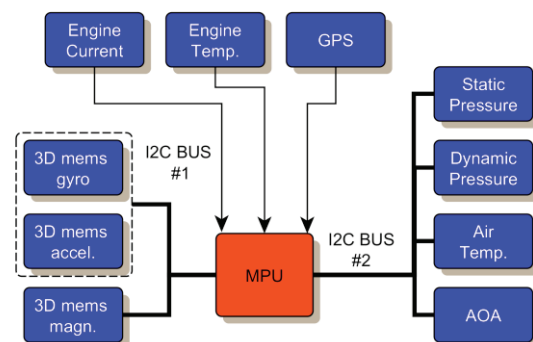 Engine
Current
Engine
Temp.
GPS
Static
Pressure
I2C BUS
#1
3D mems
gyro
Dynamic
Pressure
3D mems
accel.
MPU
I2C BUS
#2
Air
Temp.
3D mems
magn.
AOA